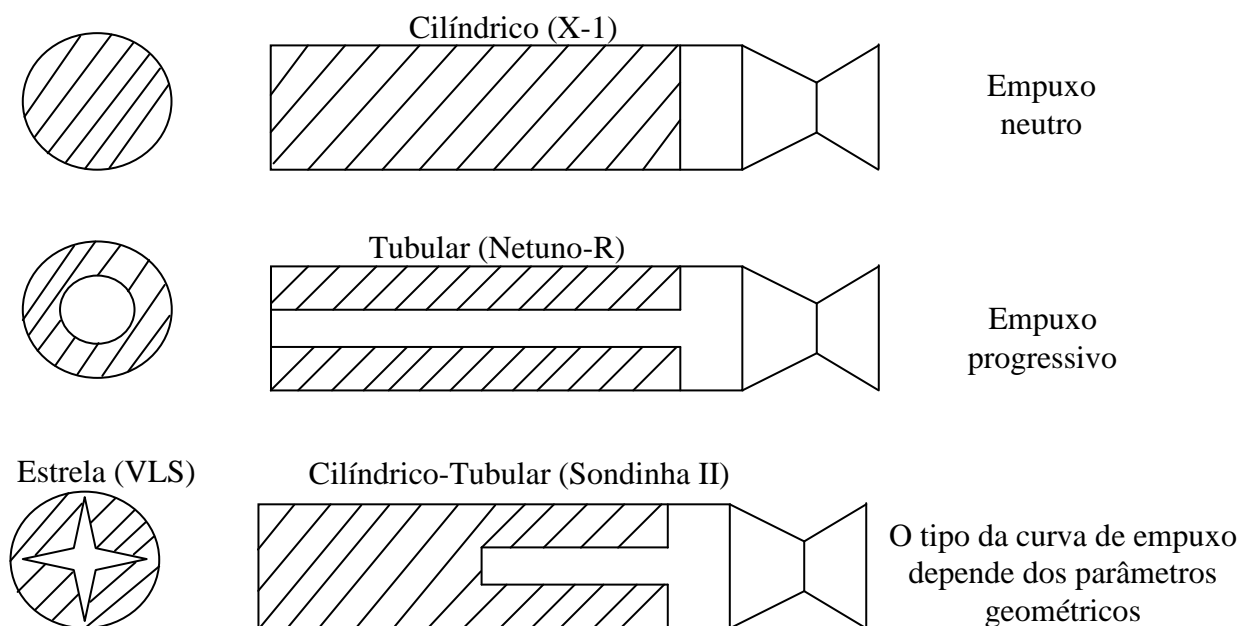 Cilíndrico (X-1)
Empuxo
neutro
Tubular (Netuno-R)
Empuxo
progressivo
Estrela (VLS)
Cilíndrico-Tubular (Sondinha II)
O tipo da curva de empuxo
depende dos parâmetros
geométricos